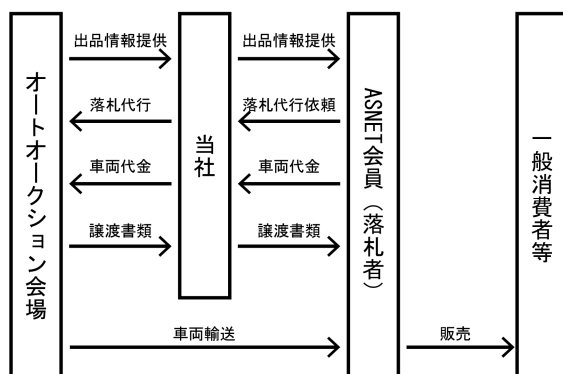 オートオークション会場
出品情報提供
落札代行
車両代金
譲渡書類
当社
出品情報提供
落札代行依頼
車両代金
譲渡書類
車両輸送
ASNET会員（落札者）
販売
一般消費者等